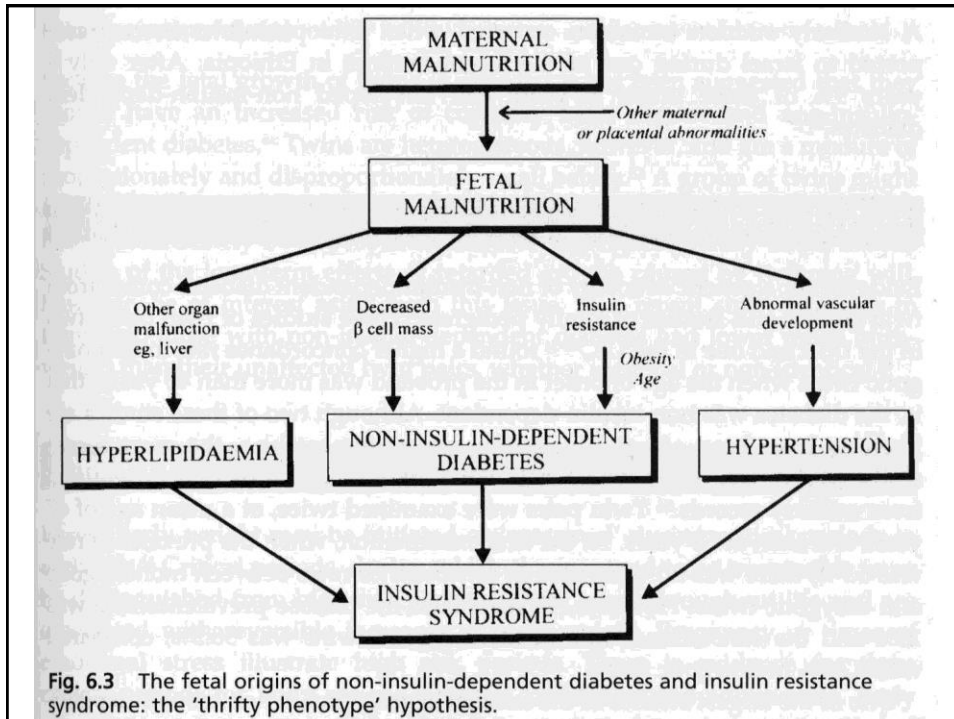 MATERNAL
MALNUTRITION
Other maternal
or placental abnormalities
FETAL
MALNUTRITION
Other organ
malfunction
eg, liver
Decreased
β cell mass
Insulin
resistance
Abnormal vascular
development
Obesity
Age
HYPERLIPIDAEMIA
NON-INSULIN-DEPENDENT
DIABETES
HYPERTENSION
INSULIN RESISTANCE
SYNDROME
Fig. 6.3 The fetal origins of non-insulin-dependent diabetes and insulin resistance
syndrome: the 'thrifty phenotype' hypothesis.